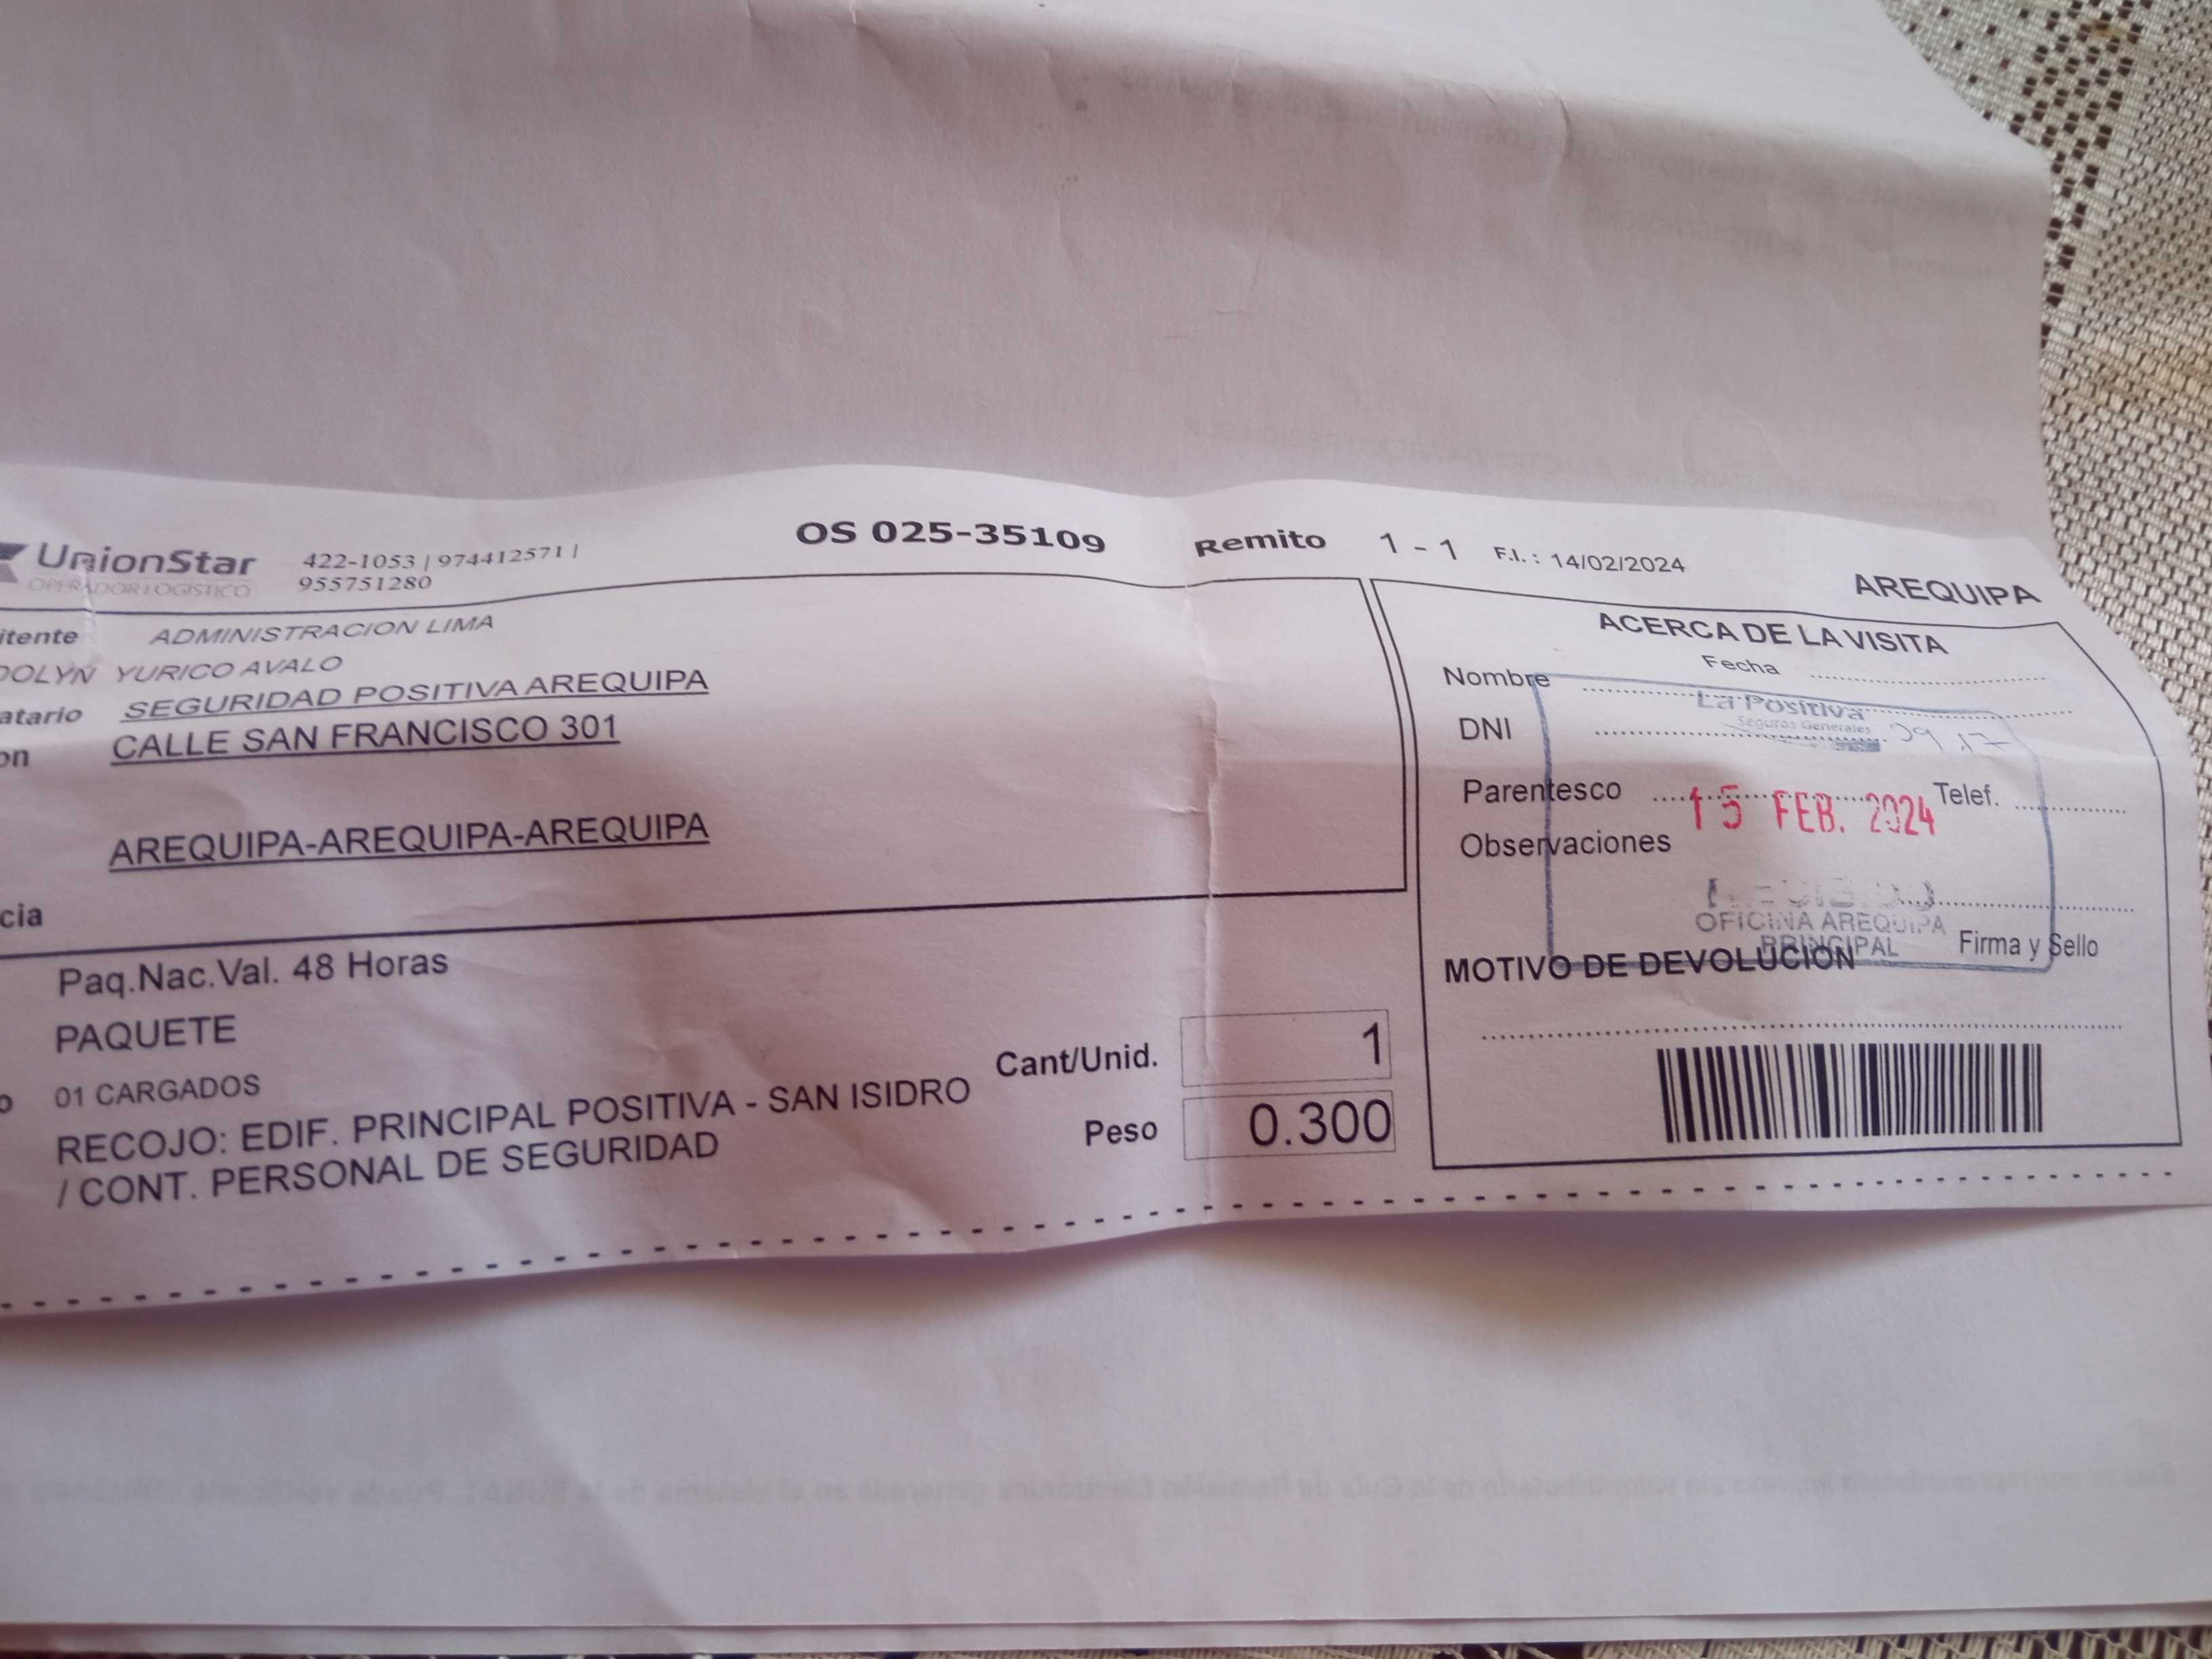 OS 025-35109 Remito 1 - 1 F.I. : 14/02/2024
AREQUIPA
UnionStar 422-1053 | 974412571 |
OPERADOR LOGÍSTICO 955751280
itente ADMINISTRACION LIMA
DOLYN YURICO AVALO
atario SEGURIDAD POSITIVA AREQUIPA
on CALLE SAN FRANCISCO 301
AREQUIPA-AREQUIPA-AREQUIPA
cia
Paq.Nac.Val. 48 Horas
PAQUETE
o 01 CARGADOS
RECOJO: EDIF. PRINCIPAL POSITIVA - SAN ISIDRO
/ CONT. PERSONAL DE SEGURIDAD
Cant/Unid. 1
Peso 0.300
ACERCA DE LA VISITA
Fecha
Nombre
La Positiva
Seguros Generales
DNI
Parentesco 15 FEB. 2024 Telef.
Observaciones
OFICINA AREQUIPA
PRINCIPAL
Firma y Sello
MOTIVO DE DEVOLUCION